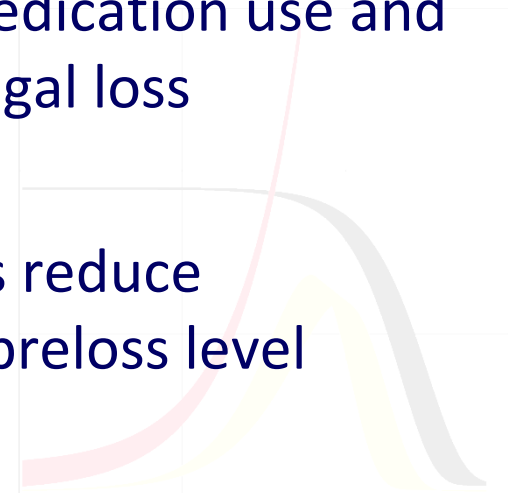 edication use and
gal loss
s reduce
preloss level